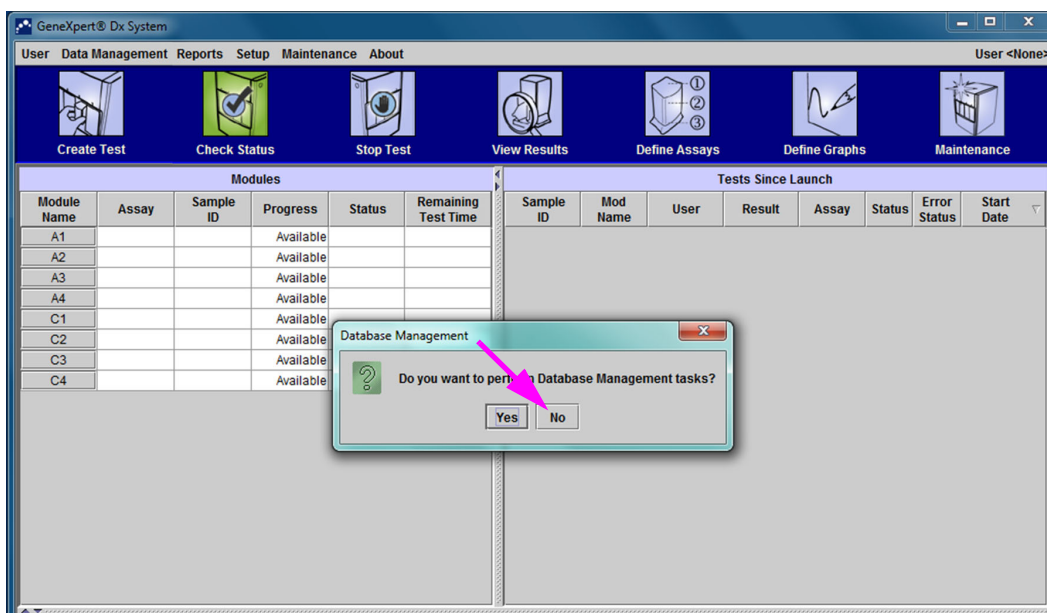 GeneXpert® Dx System
User Data Management Reports Setup Maintenance About User <None>
Create Test Check Status Stop Test View Results Define Assays Define Graphs Maintenance
Modules
Module Name Assay Sample ID Progress Status Remaining Test Time
A1 Available
A2 Available
A3 Available
A4 Available
C1 Available
C2 Available
C3 Available
C4 Available
Tests Since Launch
Sample ID Mod Name User Result Assay Status Error Status Start Date
Database Management
Do you want to perform Database Management tasks?
Yes No